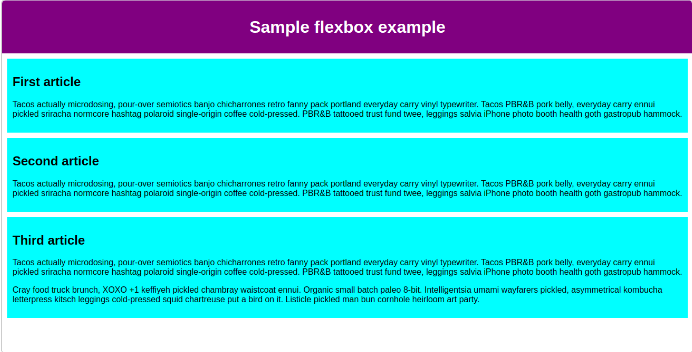 Sample flexbox example
First article
Tacos actually microdosing, pour-over semiotics banjo chicharrones retro fanny pack portland everyday carry vinyl typewriter. Tacos PBR&B pork belly, everyday carry ennui
pickled sriracha normcore hashtag polaroid single-origin coffee cold-pressed. PBR&B tattooed trust fund twee, leggings salvia iPhone photo booth health goth gastropub hammock.
Second article
Tacos actually microdosing, pour-over semiotics banjo chicharrones retro fanny pack portland everyday carry vinyl typewriter. Tacos PBR&B pork belly, everyday carry ennui
pickled sriracha normcore hashtag polaroid single-origin coffee cold-pressed. PBR&B tattooed trust fund twee, leggings salvia iPhone photo booth health goth gastropub hammock.
Third article
Tacos actually microdosing, pour-over semiotics banjo chicharrones retro fanny pack portland everyday carry vinyl typewriter. Tacos PBR&B pork belly, everyday carry ennui
pickled sriracha normcore hashtag polaroid single-origin coffee cold-pressed. PBR&B tattooed trust fund twee, leggings salvia iPhone photo booth health goth gastropub hammock.
Cray food truck brunch, XOXO +1 keffiyeh pickled chambray waistcoat ennui. Organic small batch paleo 8-bit. Intelligentsia umami wayfarers pickled, asymmetrical kombucha
letterpress kitsch leggings cold-pressed squid chartreuse put a bird on it. Listicle pickled man bun cornhole heirloom art party.